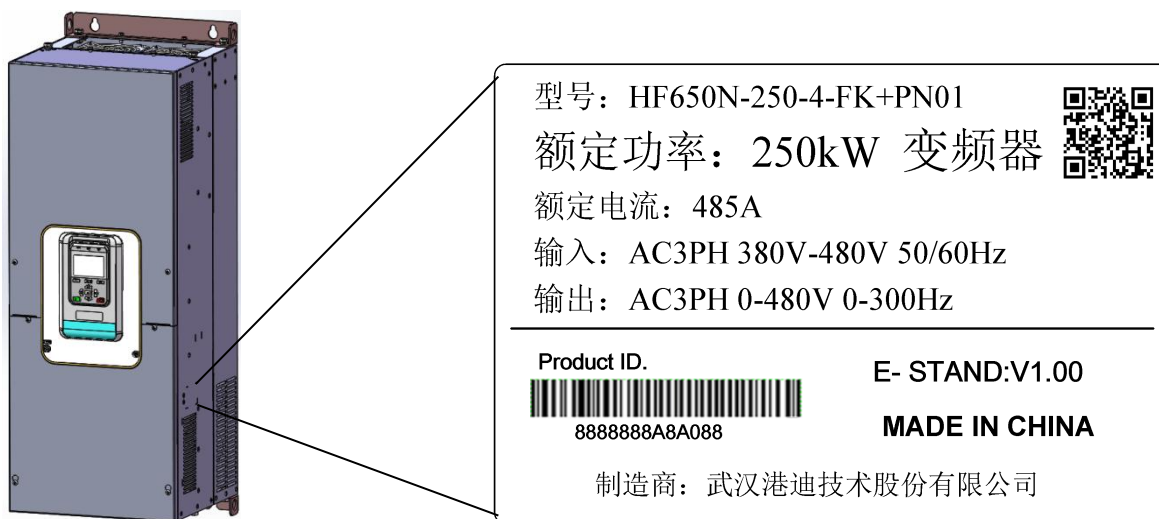 型号：HF650N-250-4-FK+PN01
额定功率：250kW 变频器
额定电流：485A
输入：AC3PH 380V-480V 50/60Hz
输出：AC3PH 0-480V 0-300Hz
Product ID.
8888888A8A088
E- STAND:V1.00
MADE IN CHINA
制造商：武汉港迪技术股份有限公司